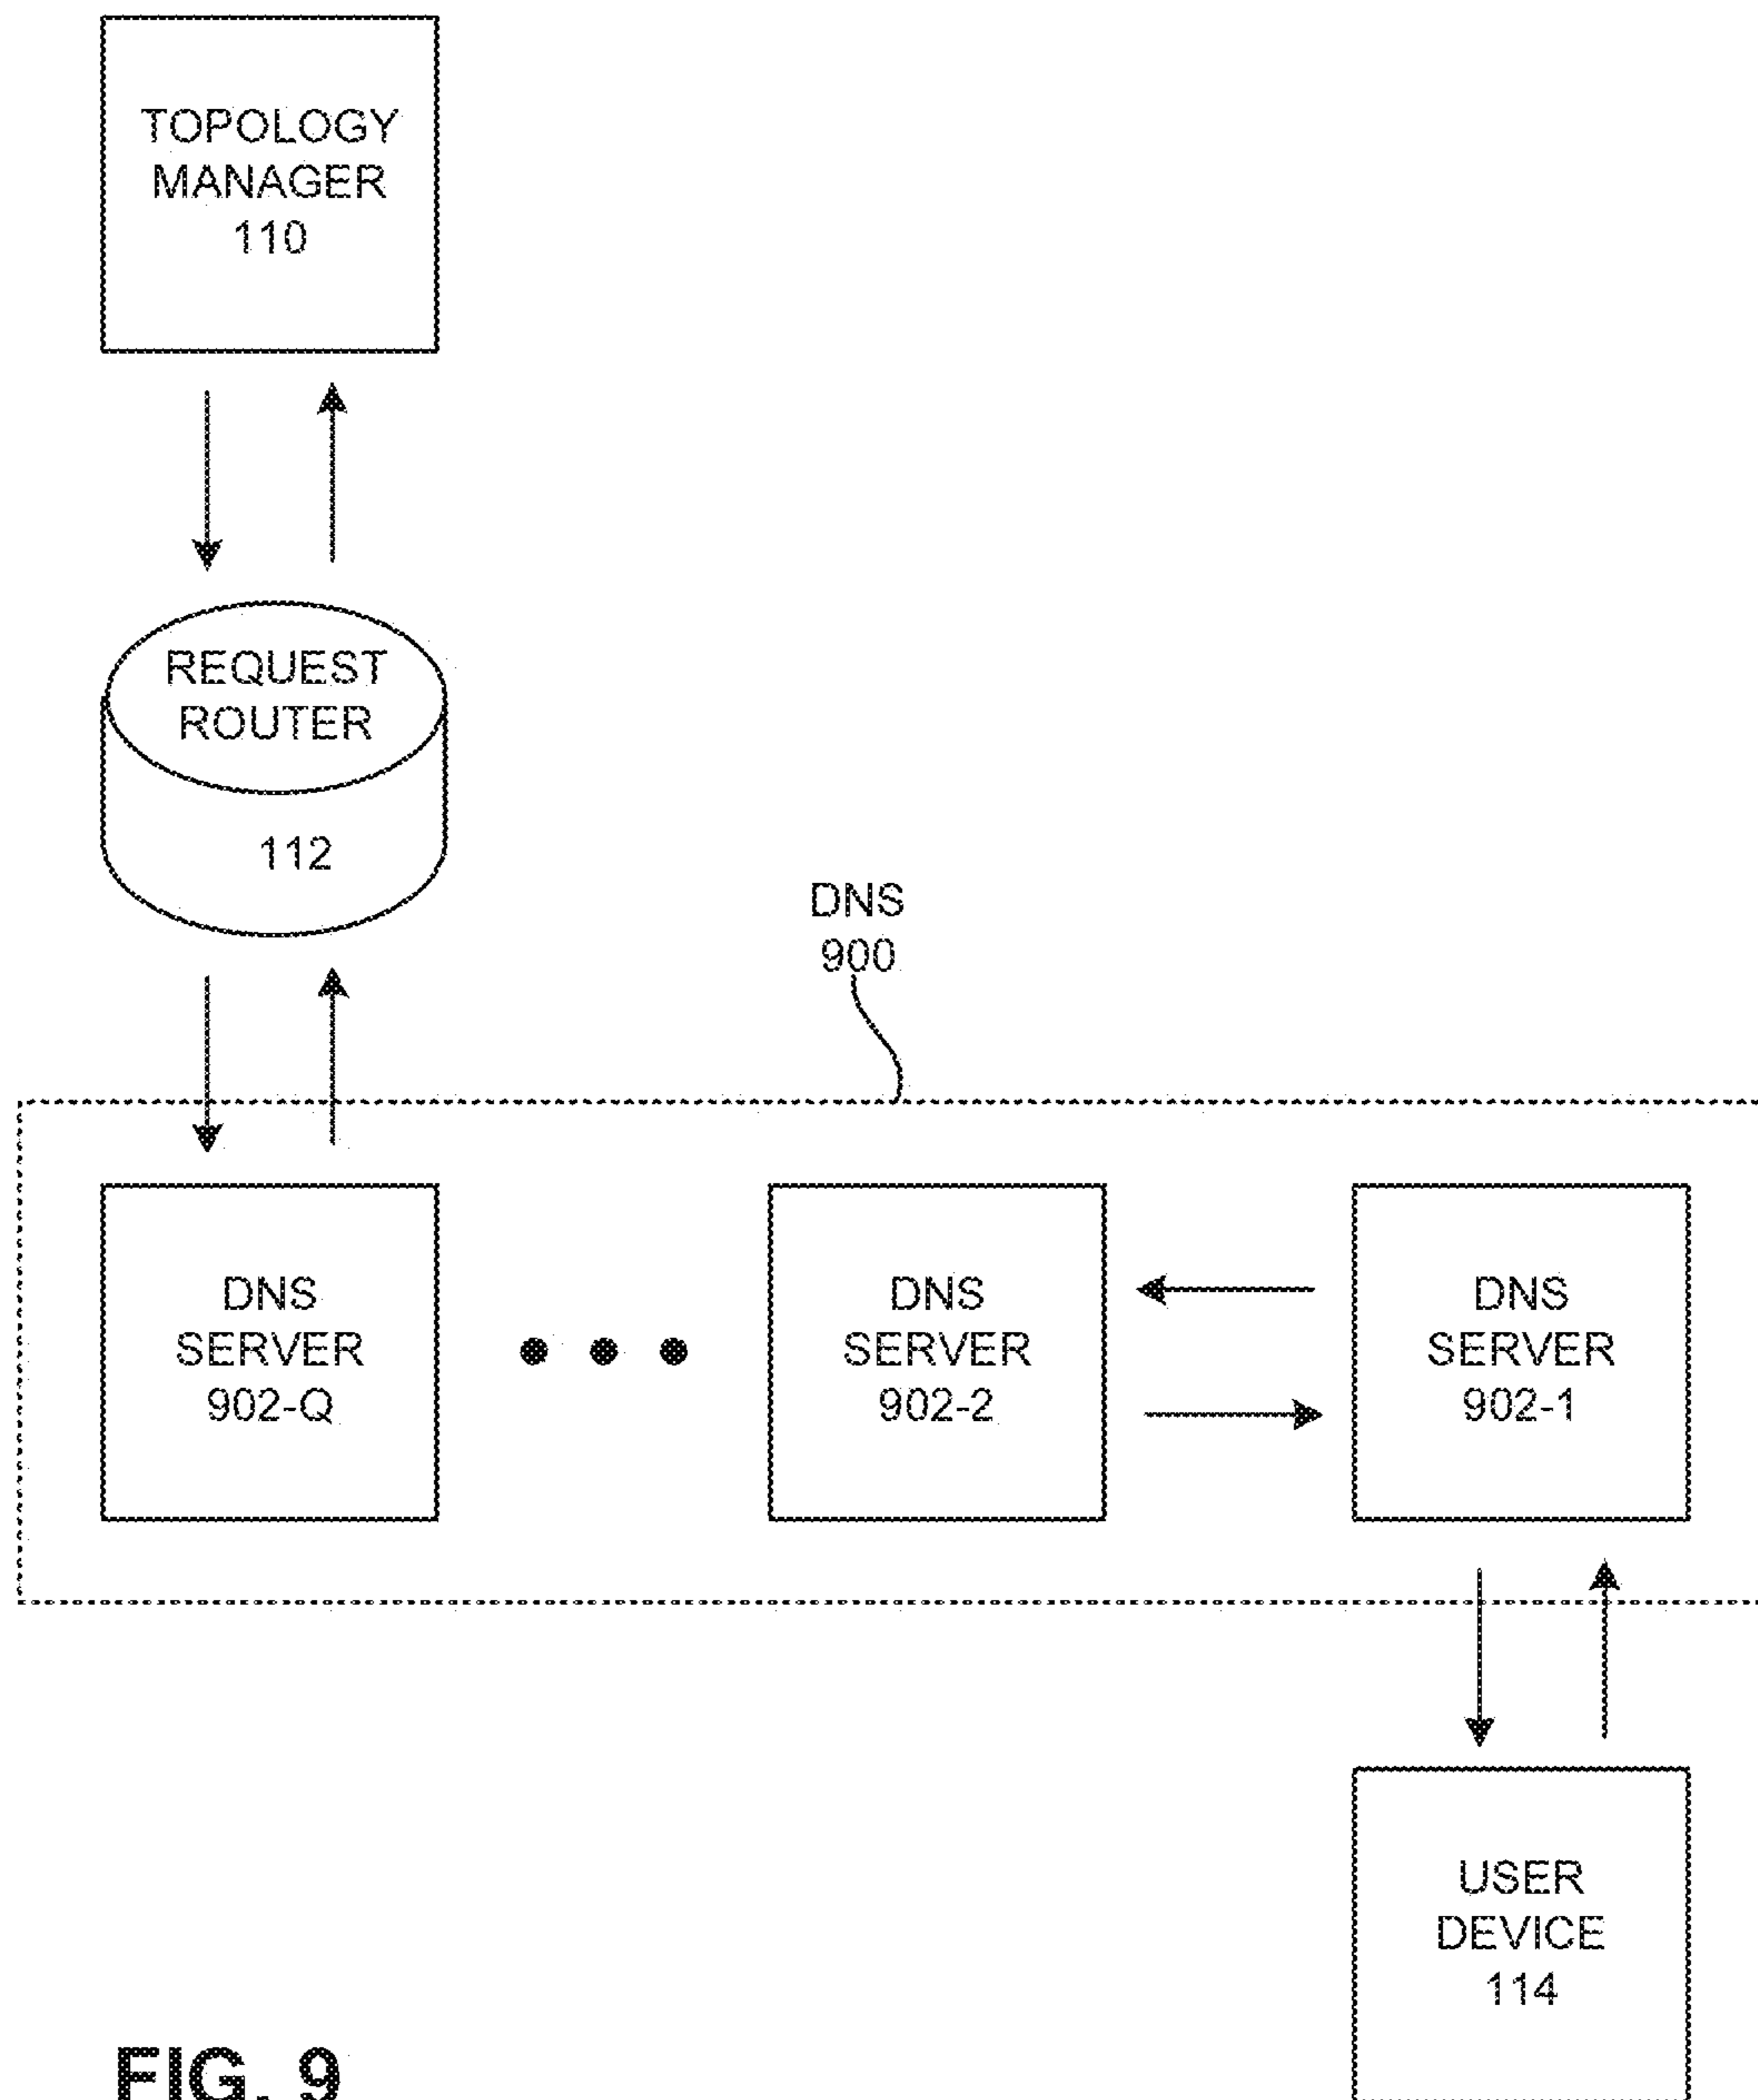 TOPOLOGY
MANAGER
110
REQUEST
ROUTER
112
DNS
900
DNS
SERVER
902-Q
DNS
SERVER
902-2
DNS
SERVER
902-1
USER
DEVICE
114
FIG. 9